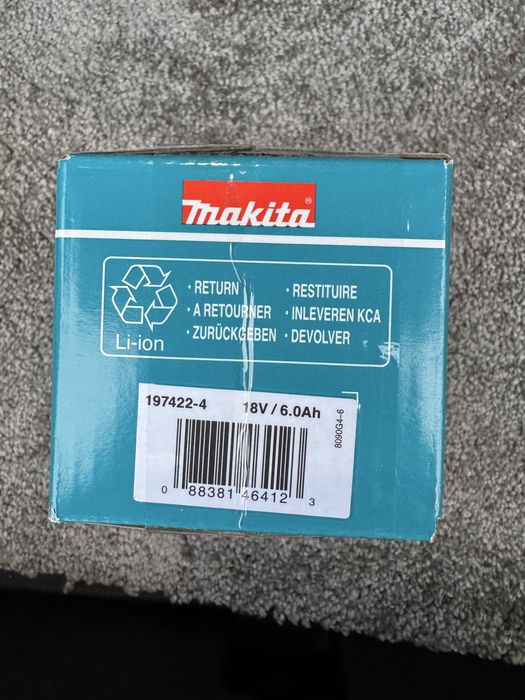 makita®
· RETURN · RESTITUIRE
· A RETOURNER · INLEVEREN KCA
· ZURÜCKGEBEN · DEVOLVER
Li-ion
197422-4 18V / 6.0Ah
8090G4-6
0 88381 46412 3